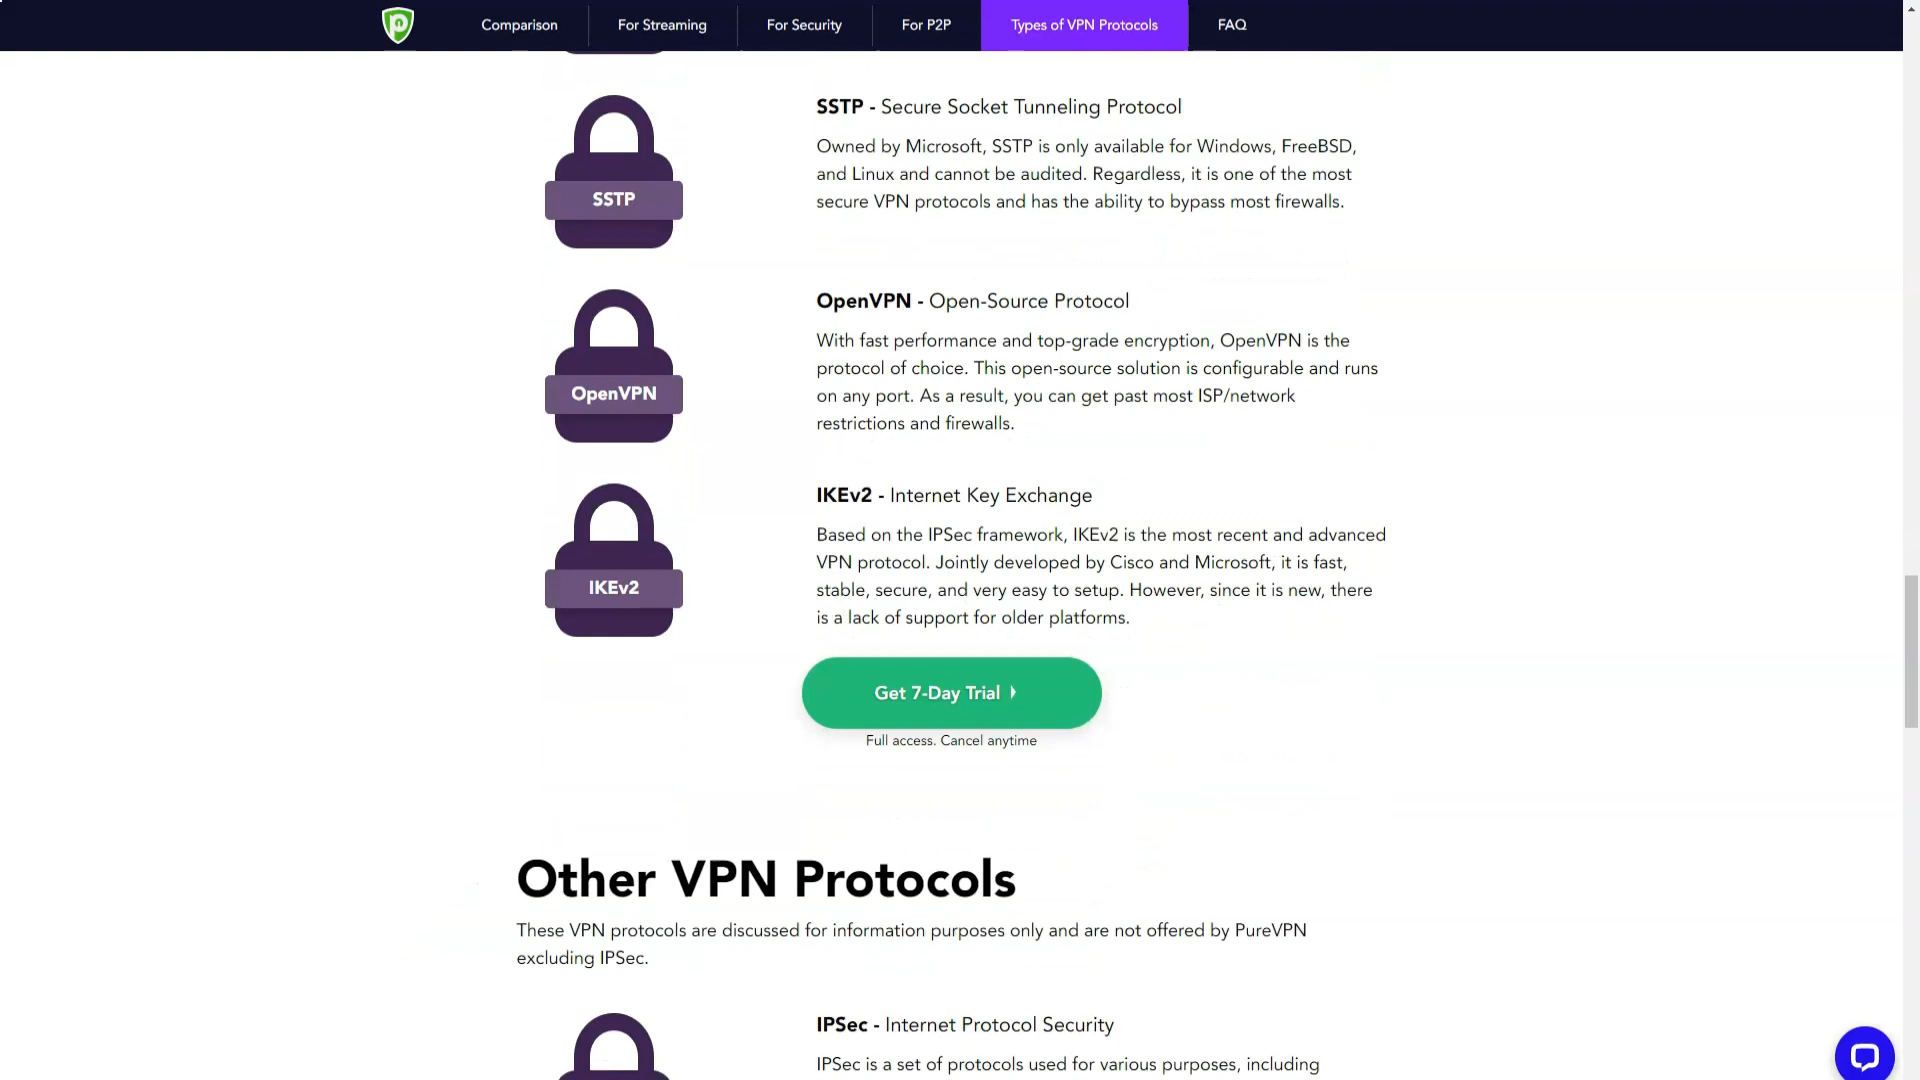 Comparison
For Streaming
For Security
For P2P
Types of VPN Protocols
FAQ
SSTP
SSTP - Secure Socket Tunneling Protocol
Owned by Microsoft, SSTP is only available for Windows, FreeBSD,
and Linux and cannot be audited. Regardless, it is one of the most
secure VPN protocols and has the ability to bypass most firewalls.
OpenVPN
OpenVPN - Open-Source Protocol
With fast performance and top-grade encryption, OpenVPN is the
protocol of choice. This open-source solution is configurable and runs
on any port. As a result, you can get past most ISP/network
restrictions and firewalls.
IKEv2
IKEv2 - Internet Key Exchange
Based on the IPSec framework, IKEv2 is the most recent and advanced
VPN protocol. Jointly developed by Cisco and Microsoft, it is fast,
stable, secure, and very easy to setup. However, since it is new, there
is a lack of support for older platforms.
Get 7-Day Trial
Full access. Cancel anytime
Other VPN Protocols
These VPN protocols are discussed for information purposes only and are not offered by PureVPN
excluding IPSec.
IPSec - Internet Protocol Security
IPSec is a set of protocols used for various purposes, including